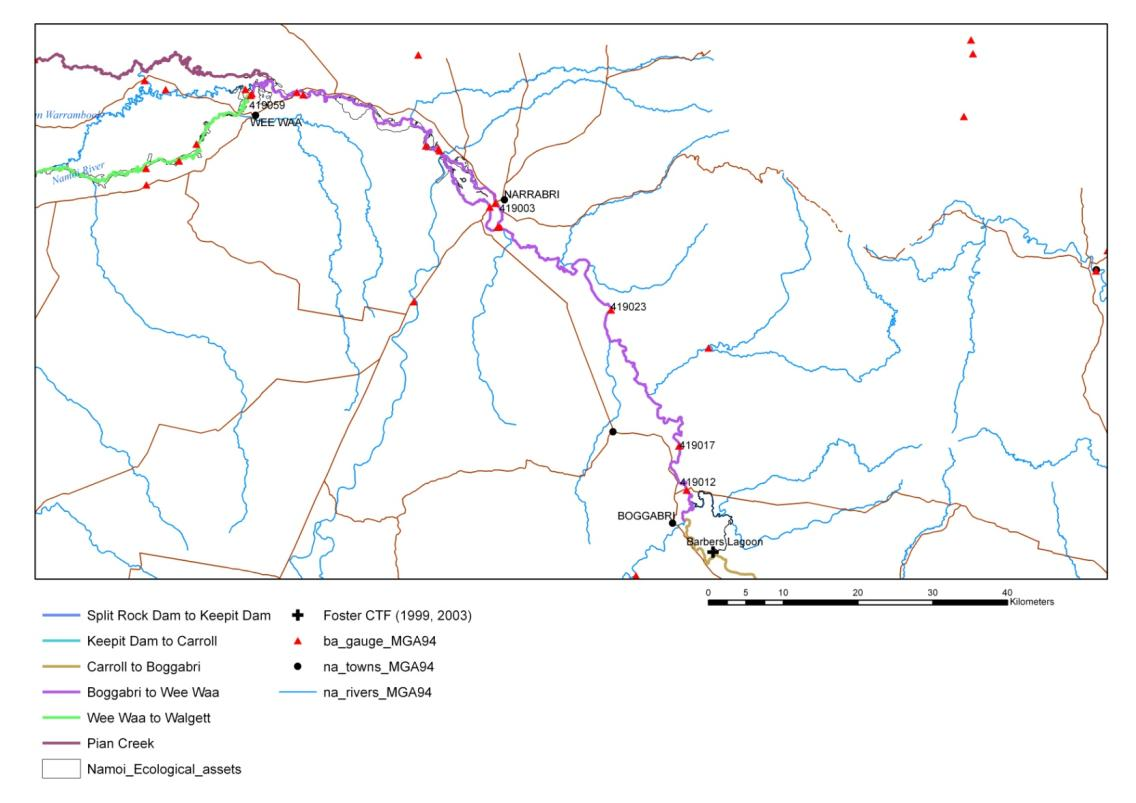 419059
n Warramboo
WEE WAA
Namoi River
NARRABRI
419003
419023
419017
419012
BOGGABRI
Barbers Lagoon
0 5 10 20 30 40
Kilometers
Split Rock Dam to Keepit Dam
Foster CTF (1999, 2003)
Keepit Dam to Carroll
ba_gauge_MGA94
Carroll to Boggabri
na_towns_MGA94
Boggabri to Wee Waa
na_rivers_MGA94
Wee Waa to Walgett
Pian Creek
Namoi_Ecological_assets